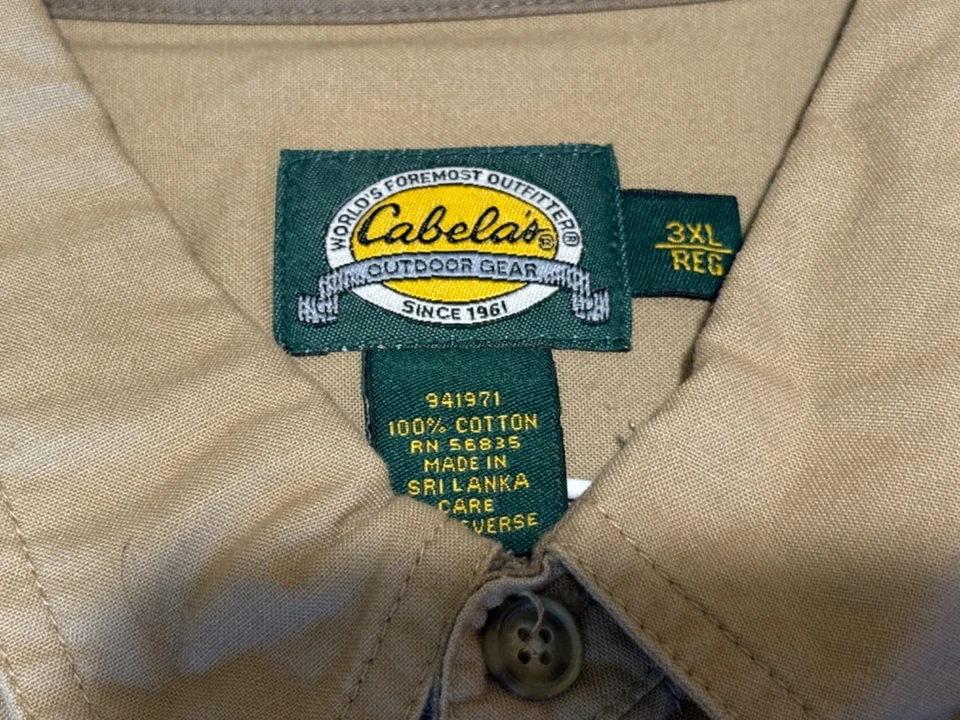 WORLD'S FOREMOST OUTFITTER®
Cabela's®
OUTDOOR GEAR
SINCE 1961
3XL
REG
941971
100% COTTON
RN 56835
MADE IN
SRI LANKA
CARE